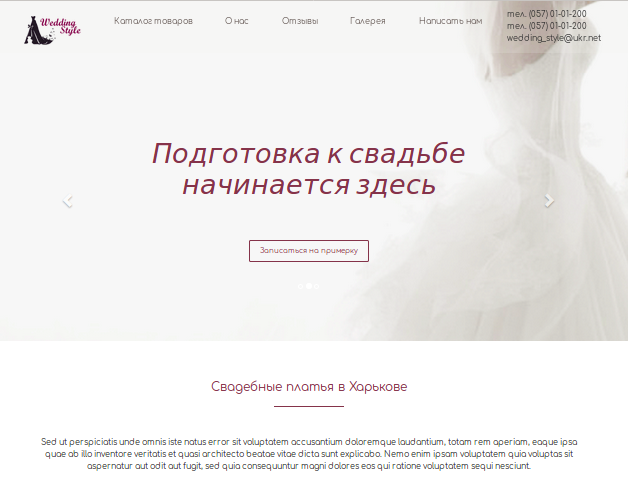 Wedding
Style
Каталог товаров
О нас
Отзывы
Галерея
Написать нам
тел. (057) 01-01-200
тел. (057) 01-01-200
wedding_style@ukr.net
Подготовка к свадьбе
начинается здесь
Записаться на примерку
Свадебные платья в Харькове
Sed ut perspiciatis unde omnis iste natus error sit voluptatem accusantium doloremque laudantium, totam rem aperiam, eaque ipsa
quae ab illo inventore veritatis et quasi architecto beatae vitae dicta sunt explicabo. Nemo enim ipsam voluptatem quia voluptas sit
aspernatur aut odit aut fugit, sed quia consequuntur magni dolores eos qui ratione voluptatem sequi nesciunt.